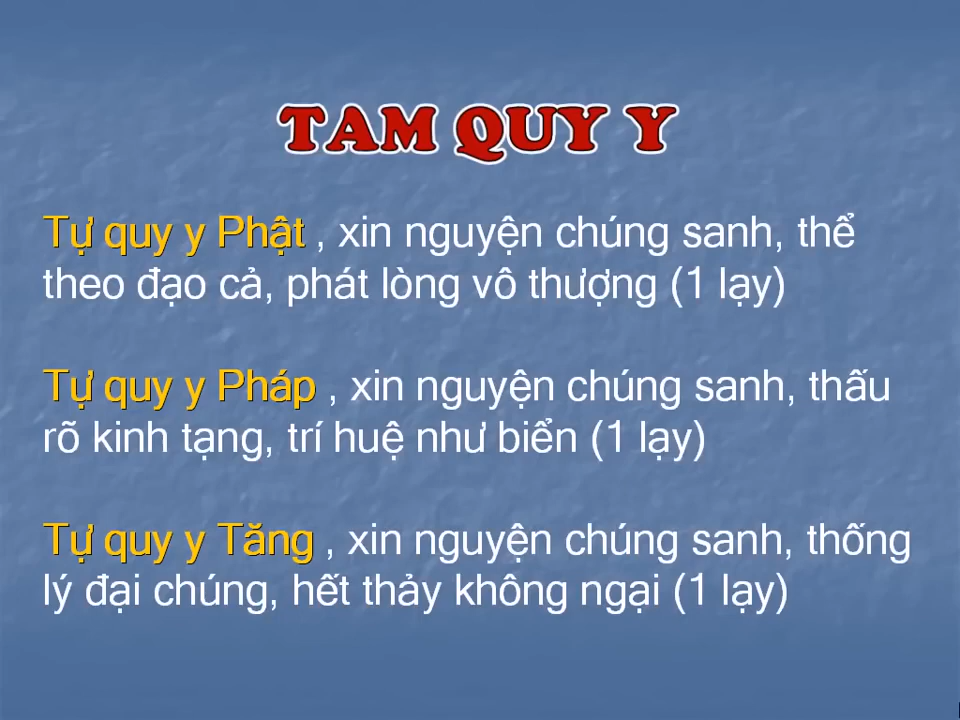 TAM QUY Y
Tự quy y Phật , xin nguyện chúng sanh, thể
theo đạo cả, phát lòng vô thượng (1 lạy)
Tự quy y Pháp , xin nguyện chúng sanh, thấu
rõ kinh tạng, trí huệ như biển (1 lạy)
Tự quy y Tăng , xin nguyện chúng sanh, thống
lý đại chúng, hết thảy không ngại (1 lạy)